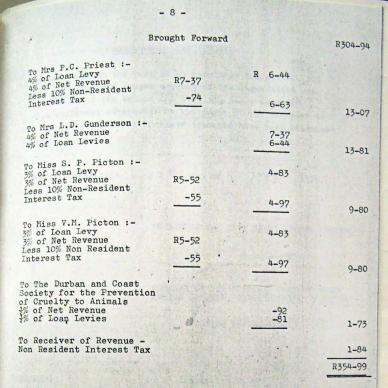 - 8 -
Brought Forward R304-94
To Mrs P.C. Priest :-
4% of Loan Levy R 6-44
4% of Net Revenue R7-37
Less 10% Non-Resident
Interest Tax -74 6-63
13-07
To Mrs L.D. Gunderson :-
4% of Net Revenue 7-37
4% of Loan Levies 6-44
13-81
To Miss S. P. Picton :-
3% of Loan Levy 4-83
3% of Net Revenue R5-52
Less 10% Non-Resident
Interest Tax -55 4-97
9-80
To Miss V.M. Picton :-
3% of Loan Levy 4-83
3% of Net Revenue R5-52
Less 10% Non Resident
Interest Tax -55 4-97
9-80
To The Durban and Coast
Society for the Prevention
of Cruelty to Animals
½% of Net Revenue -92
½% of Loan Levies -81
1-73
To Receiver of Revenue -
Non Resident Interest Tax 1-84
R354-99